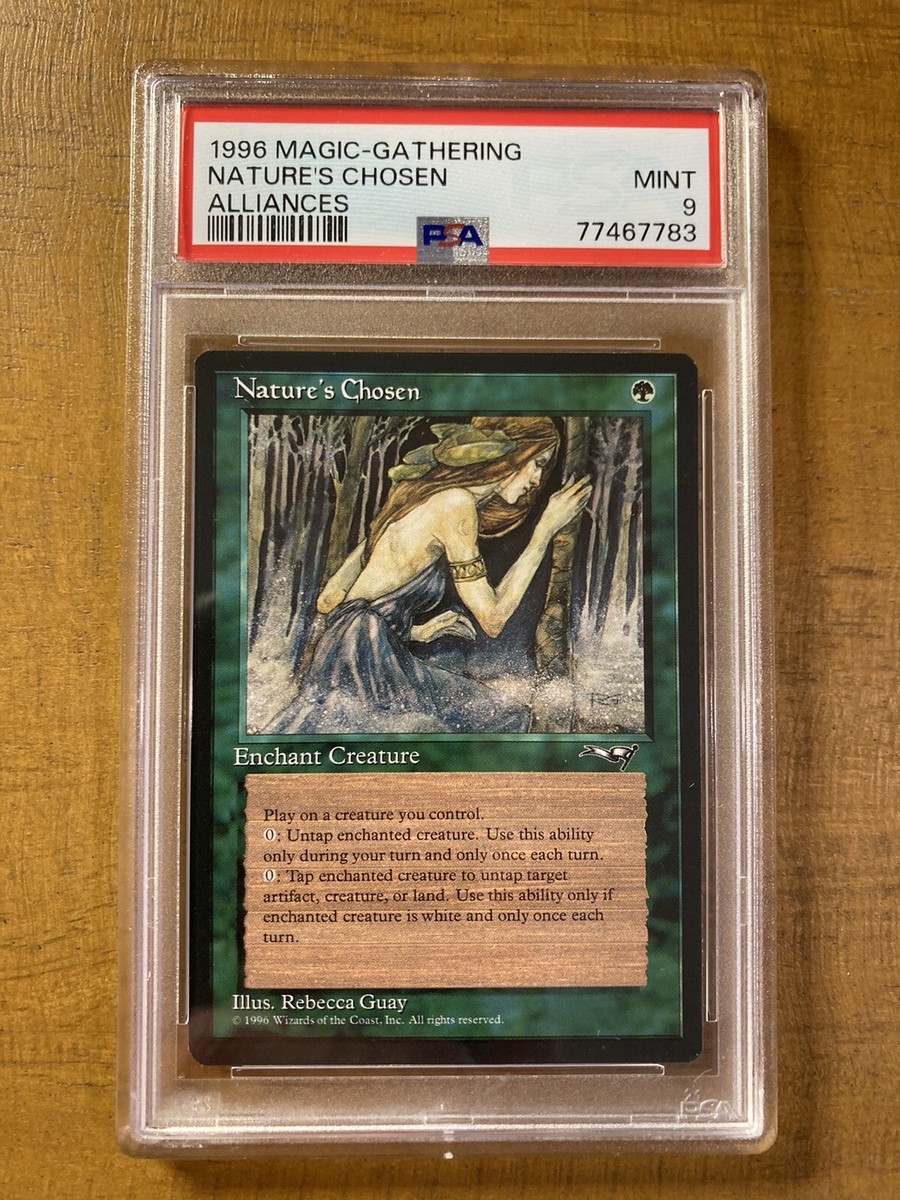 1996 MAGIC-GATHERING
NATURE'S CHOSEN MINT
ALLIANCES 9
PSA 77467783
Nature's Chosen
RG
Enchant Creature
Play on a creature you control.
0: Untap enchanted creature. Use this ability
only during your turn and only once each turn.
0: Tap enchanted creature to untap target
artifact, creature, or land. Use this ability only if
enchanted creature is white and only once each
turn.
Illus. Rebecca Guay
© 1996 Wizards of the Coast, Inc. All rights reserved.
PSA